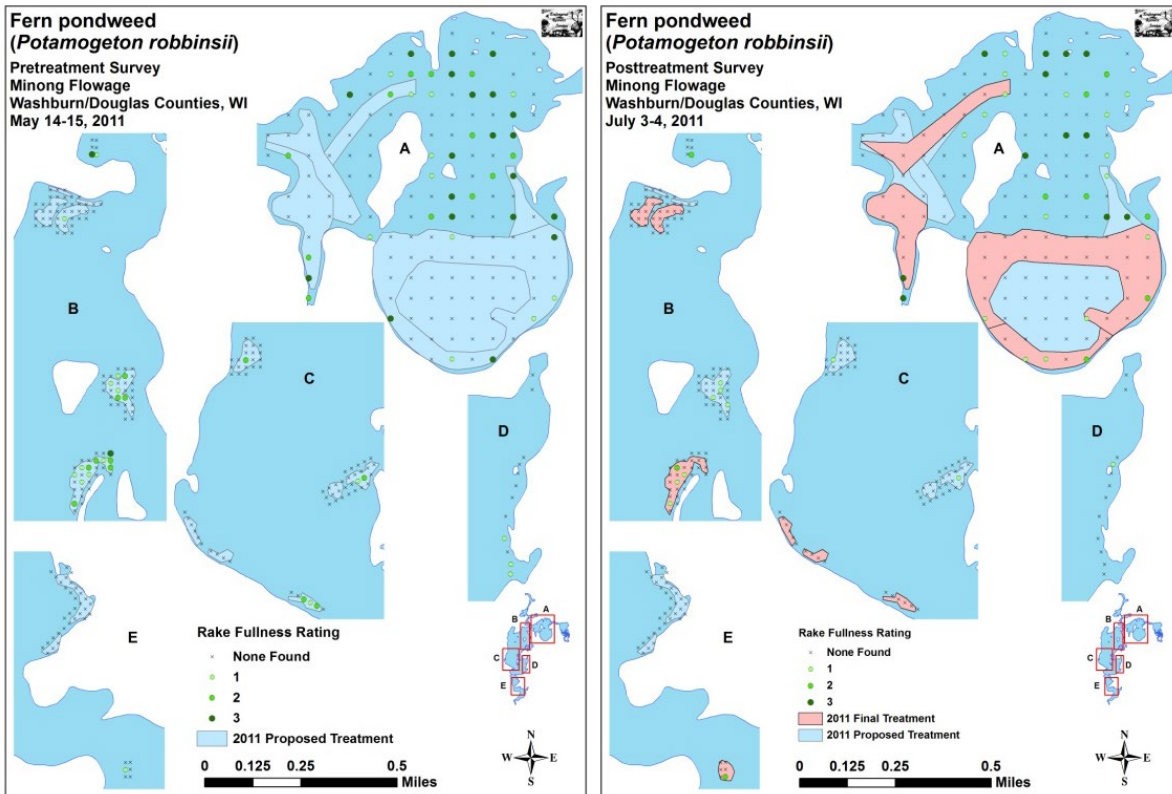 Fern pondweed
(Potamogeton robbinsii)
Pretreatment Survey
Minong Flowage
Washburn/Douglas Counties, WI
May 14-15, 2011
A
B
C
D
E
Rake Fullness Rating
None Found
1
2
3
2011 Proposed Treatment
0 0.125 0.25 0.5
Miles
A
B
C
D
E
N
W E
S
Fern pondweed
(Potamogeton robbinsii)
Posttreatment Survey
Minong Flowage
Washburn/Douglas Counties, WI
July 3-4, 2011
A
B
C
D
E
Rake Fullness Rating
None Found
1
2
3
2011 Final Treatment
2011 Proposed Treatment
0 0.125 0.25 0.5
Miles
A
B
C
D
E
N
W E
S